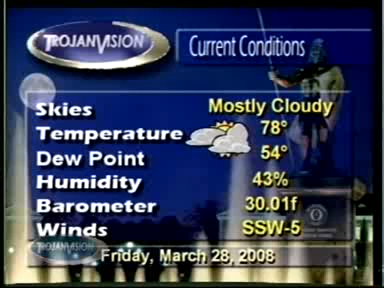 TROJANVISION
Current Conditions
Skies Mostly Cloudy
Temperature 78°
Dew Point 54°
Humidity 43%
Barometer 30.01f
Winds SSW-5
TROJANVISION
Friday, March 28, 2008